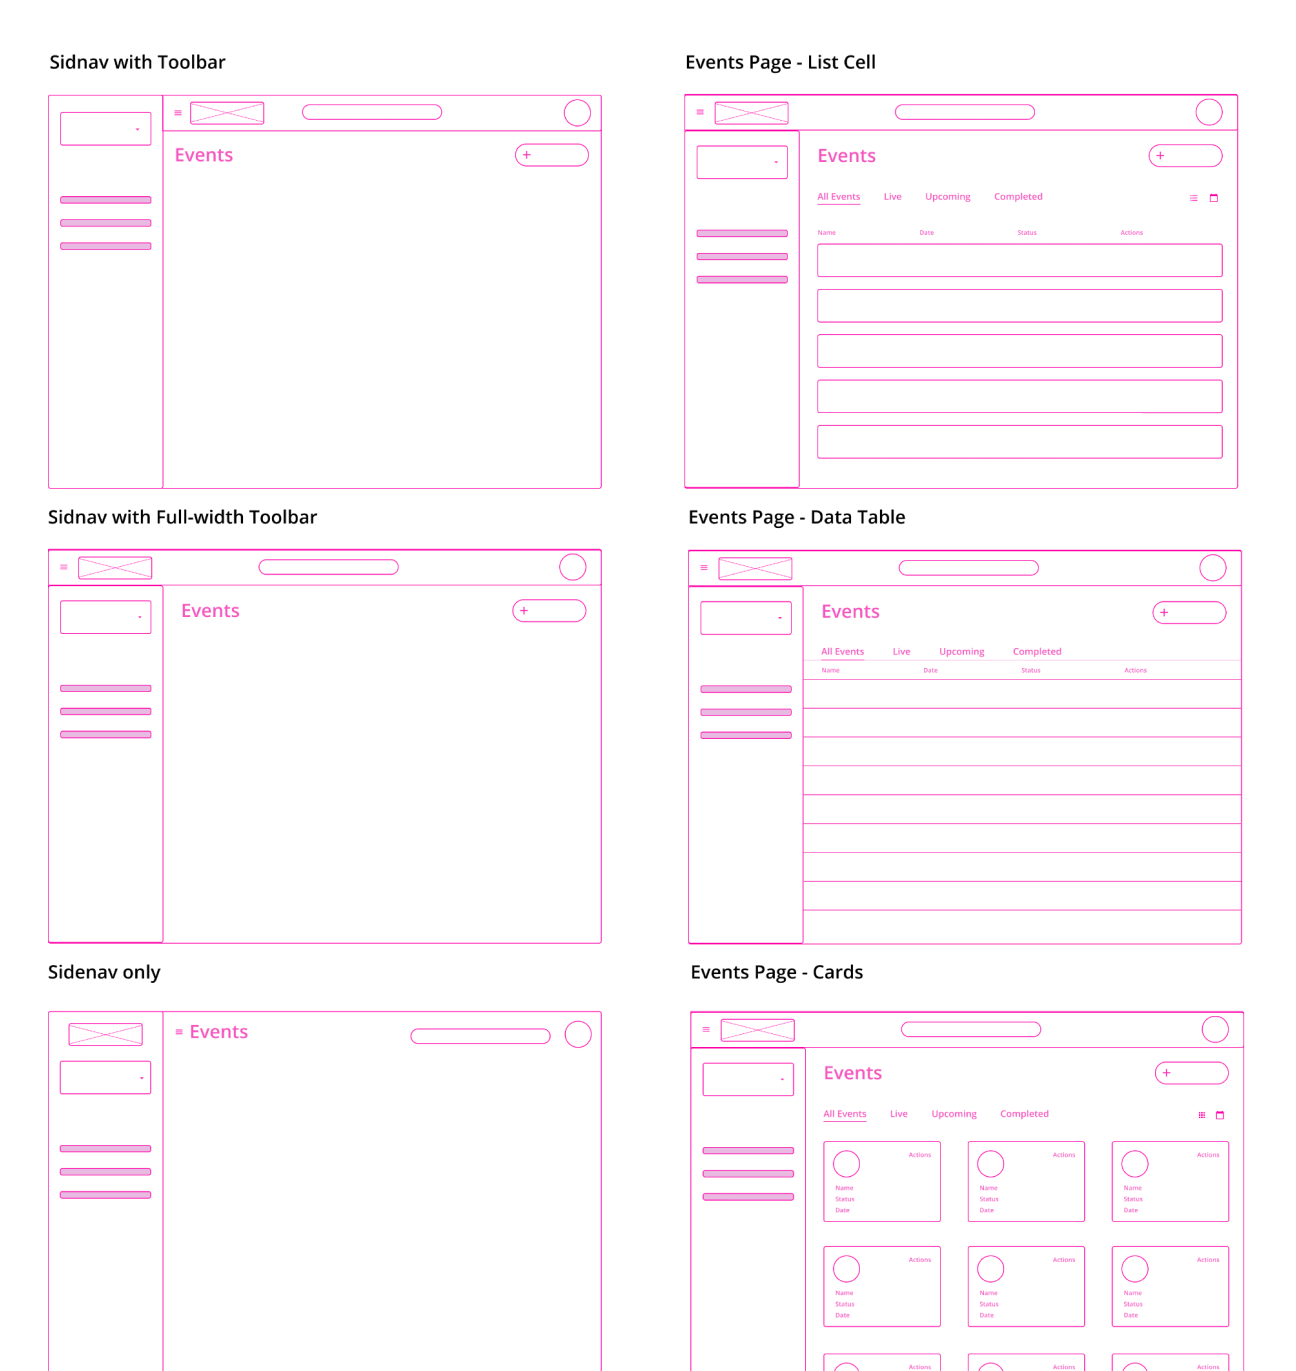 Sidnav with Toolbar
Events
+
Events Page - List Cell
Events
+
All Events Live Upcoming Completed
Name Date Status Actions
Sidnav with Full-width Toolbar
Events
+
Events Page - Data Table
Events
+
All Events Live Upcoming Completed
Name Date Status Actions
Sidenav only
Events
Events Page - Cards
Events
+
All Events Live Upcoming Completed
Actions
Name
Status
Date
Actions
Name
Status
Date
Actions
Name
Status
Date
Actions
Name
Status
Date
Actions
Name
Status
Date
Actions
Name
Status
Date
Actions
Actions
Actions